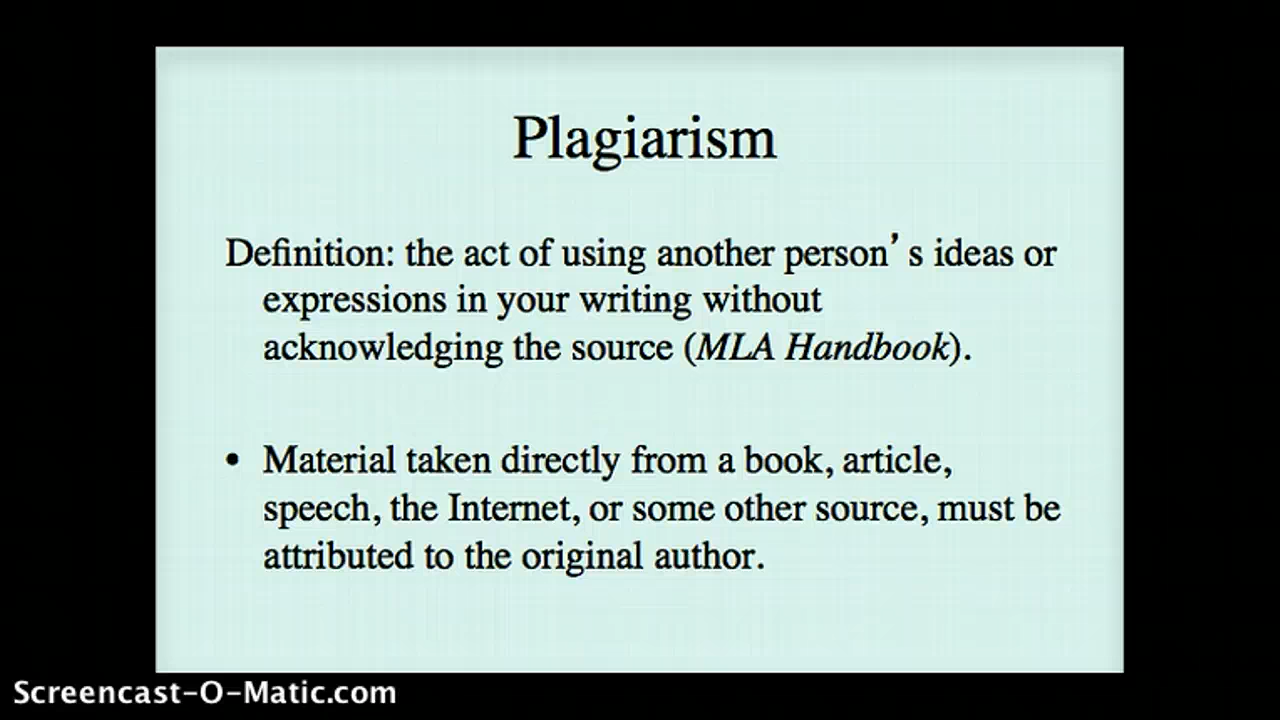 Plagiarism
Definition: the act of using another person’s ideas or
expressions in your writing without
acknowledging the source (MLA Handbook).
• Material taken directly from a book, article,
speech, the Internet, or some other source, must be
attributed to the original author.
Screencast-O-Matic.com